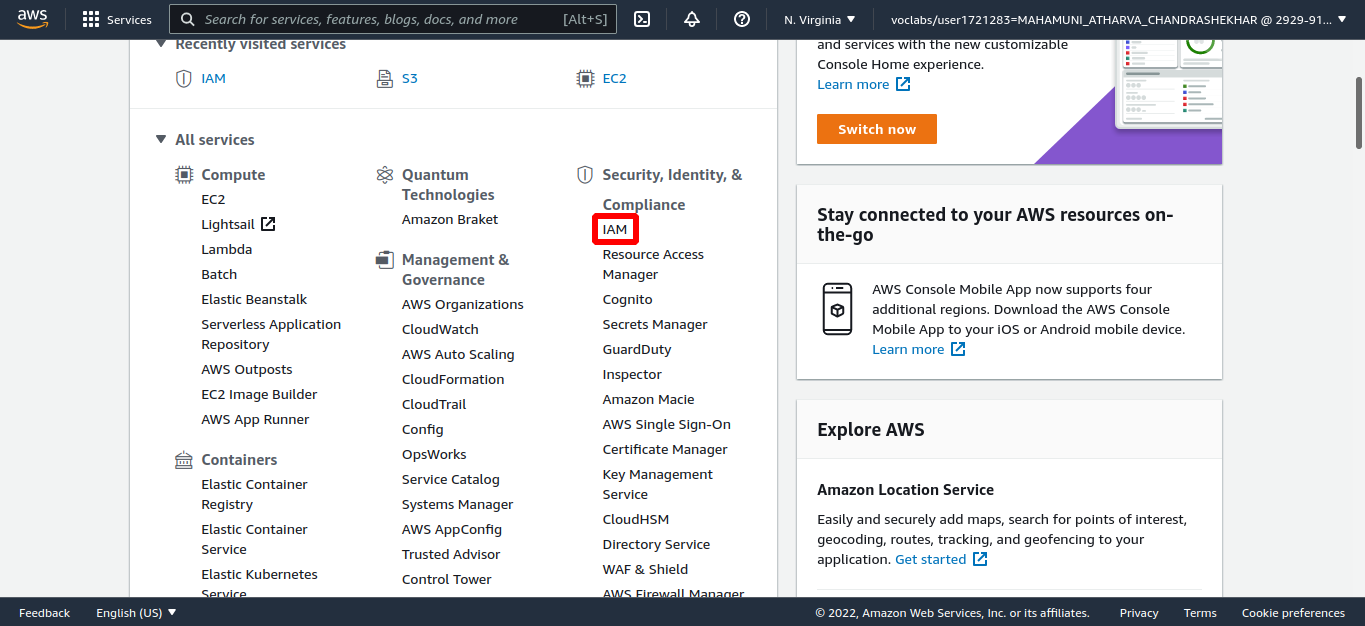 aws
Services
Search for services, features, blogs, docs, and more
[Alt+S]
N. Virginia
voclabs/user1721283=MAHAMUNI_ATHARVA_CHANDRASHEKHAR @ 2929-91...
Recently visited services
IAM
S3
EC2
All services
Compute
EC2
Lightsail
Lambda
Batch
Elastic Beanstalk
Serverless Application
Repository
AWS Outposts
EC2 Image Builder
AWS App Runner
Containers
Elastic Container
Registry
Elastic Container
Service
Elastic Kubernetes
Service
Quantum
Technologies
Amazon Braket
Management &
Governance
AWS Organizations
CloudWatch
AWS Auto Scaling
CloudFormation
CloudTrail
Config
OpsWorks
Service Catalog
Systems Manager
AWS AppConfig
Trusted Advisor
Control Tower
Security, Identity, &
Compliance
IAM
Resource Access
Manager
Cognito
Secrets Manager
GuardDuty
Inspector
Amazon Macie
AWS Single Sign-On
Certificate Manager
Key Management
Service
CloudHSM
Directory Service
WAF & Shield
AWS Firewall Manager
and services with the new customizable
Console Home experience.
Learn more
Switch now
Stay connected to your AWS resources on-
the-go
AWS Console Mobile App now supports four
additional regions. Download the AWS Console
Mobile App to your iOS or Android mobile device.
Learn more
Explore AWS
Amazon Location Service
Easily and securely add maps, search for points of interest,
geocoding, routes, tracking, and geofencing to your
application. Get started
Feedback
English (US)
© 2022, Amazon Web Services, Inc. or its affiliates.
Privacy
Terms
Cookie preferences